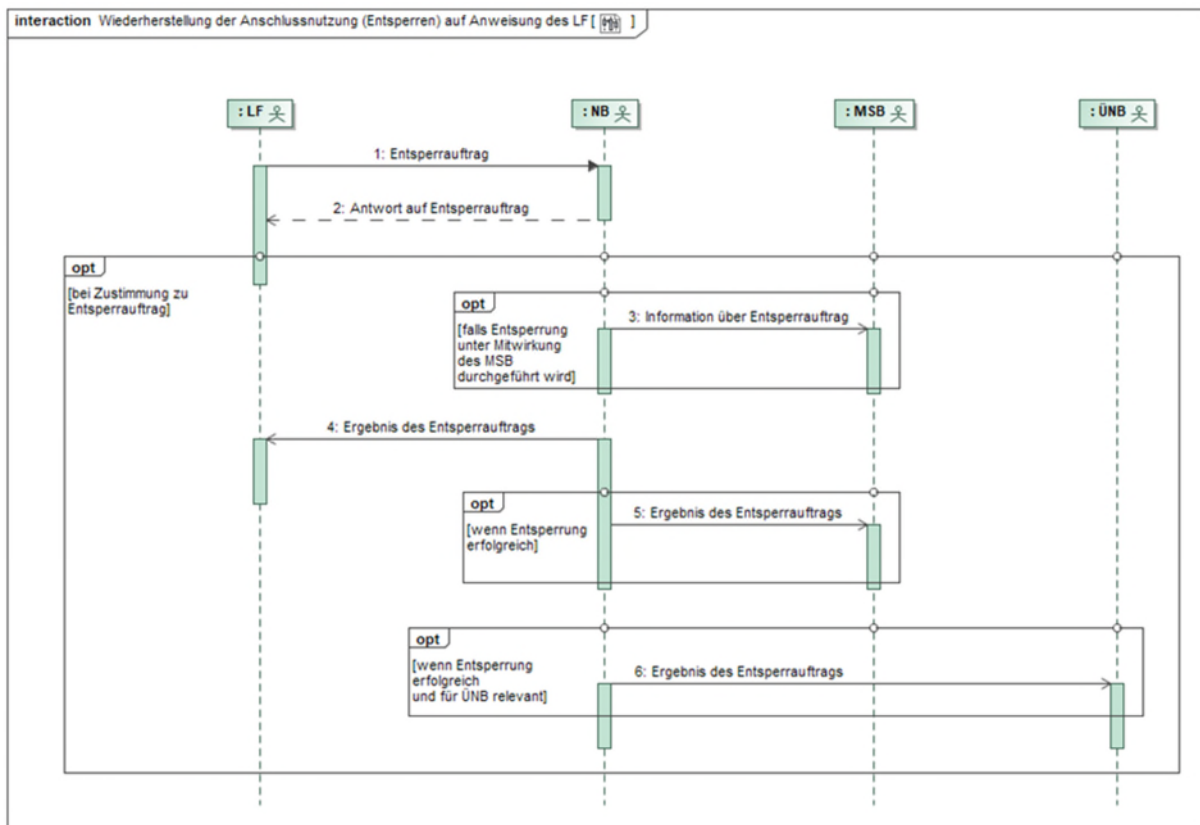 interaction Wiederherstellung der Anschlussnutzung (Entsperren) auf Anweisung des LF [ ]
: LF
: NB
: MSB
: ÜNB
1: Entsperrauftrag
2: Antwort auf Entsperrauftrag
opt
[bei Zustimmung zu
Entsperrauftrag]
opt
[falls Entsperrung
unter Mitwirkung
des MSB
durchgeführt wird]
3: Information über Entsperrauftrag
4: Ergebnis des Entsperrauftrags
opt
[wenn Entsperrung
erfolgreich]
5: Ergebnis des Entsperrauftrags
opt
[wenn Entsperrung
erfolgreich
und für ÜNB relevant]
6: Ergebnis des Entsperrauftrags